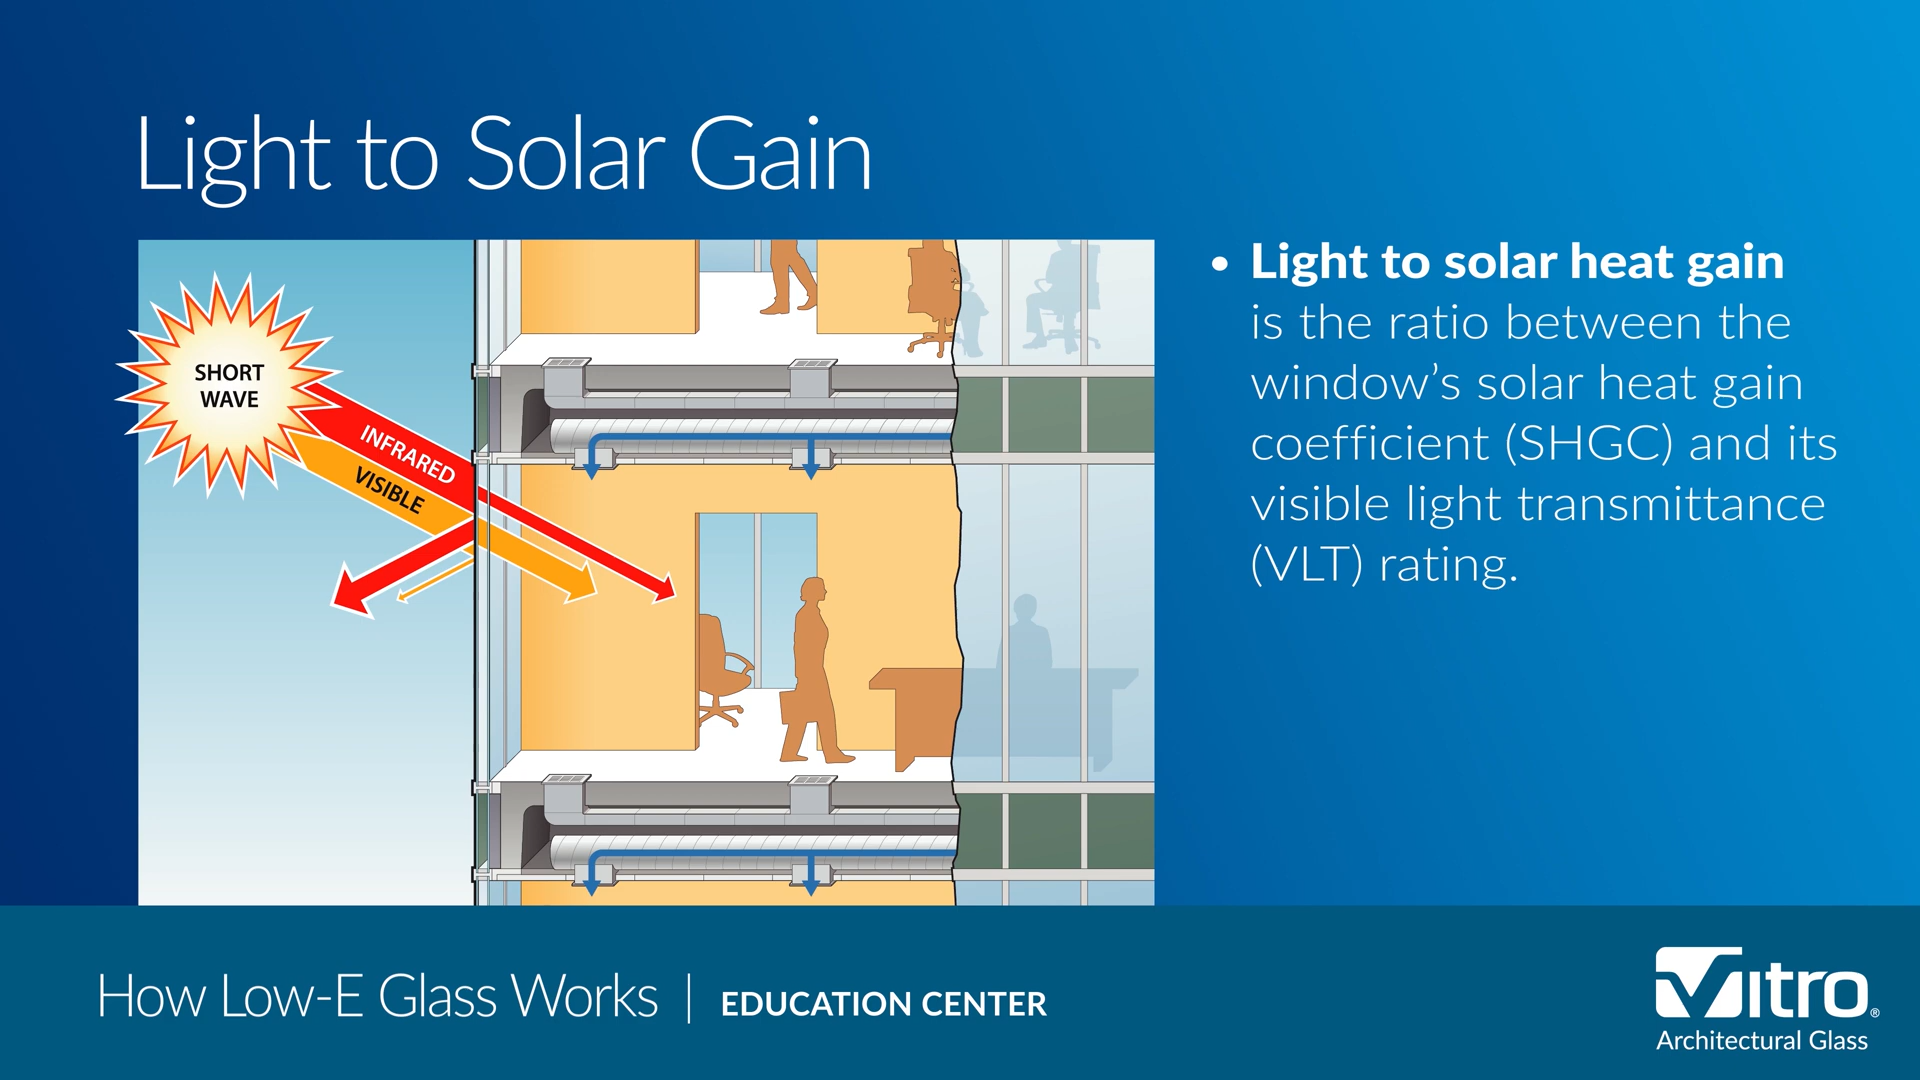 Light to Solar Gain
SHORT
WAVE
INFRARED
VISIBLE
• Light to solar heat gain
is the ratio between the
window’s solar heat gain
coefficient (SHGC) and its
visible light transmittance
(VLT) rating.
How Low-E Glass Works | EDUCATION CENTER
Vitro®
Architectural Glass